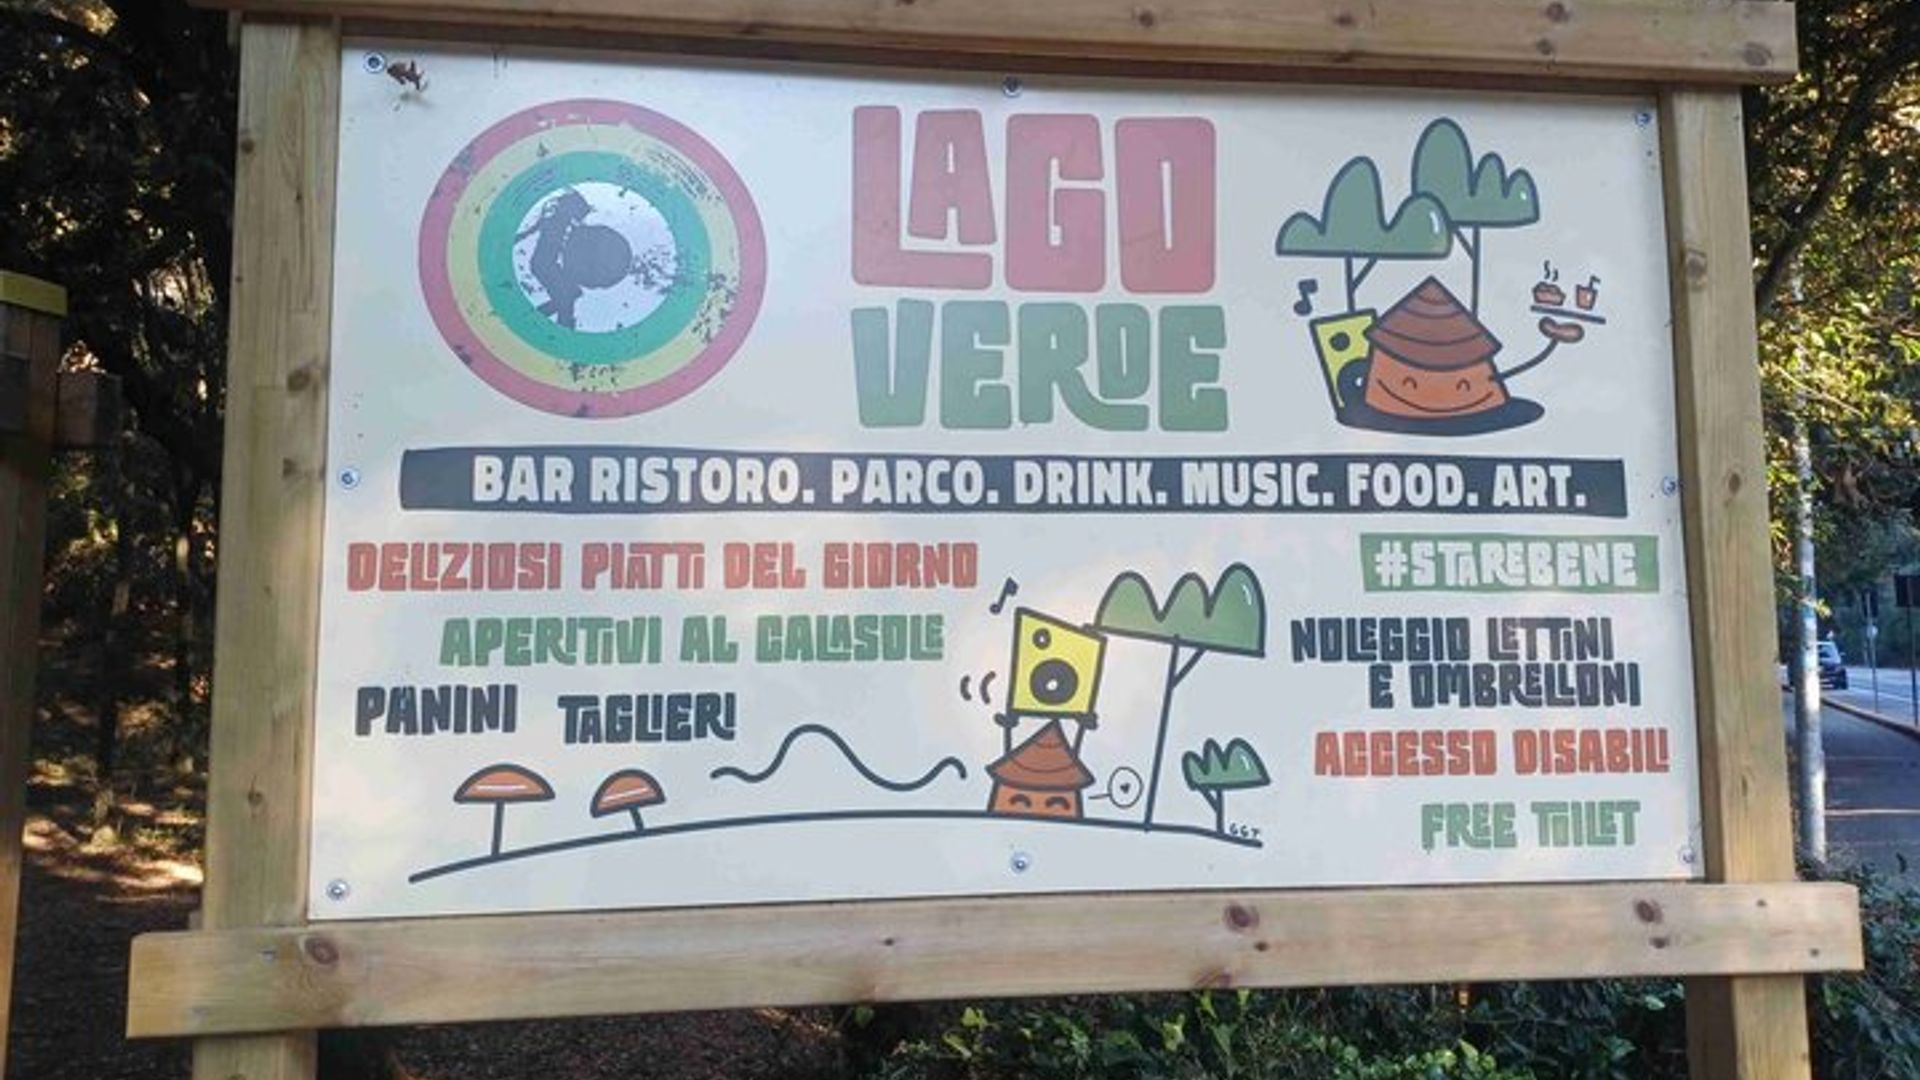 LAGO
VERDE
BAR RISTORO. PARCO. DRINK. MUSIC. FOOD. ART.
DELIZIOSI PIATTI DEL GIORNO
APERITIVI AL CALASOLE
PANINI TAGLIERI
#STAREBENE
NOLEGGIO LETTINI
E OMBRELLONI
ACCESSO DISABILI
FREE TOILET
GGT